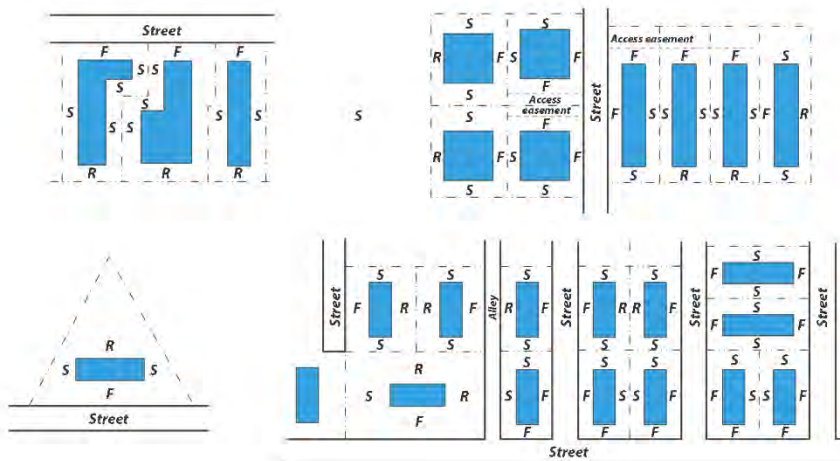 Street
F F F
S S
S
S
S S S S
S
R R R
S
S S
R F S F
F
S
Access
easement
S F
R F S F
S S
Street
Access easement
S
F S S S S S F R
S R R S
R
S S
F
Street
Street
S S
F R R F
S S
R
S R
F
Alley
S
R F
S
S F
F
Street
S S
F R R F
S S
F S S F
F F
Street
S
F F
S
S
F F
S
S S
F S S F
F F
Street
Street